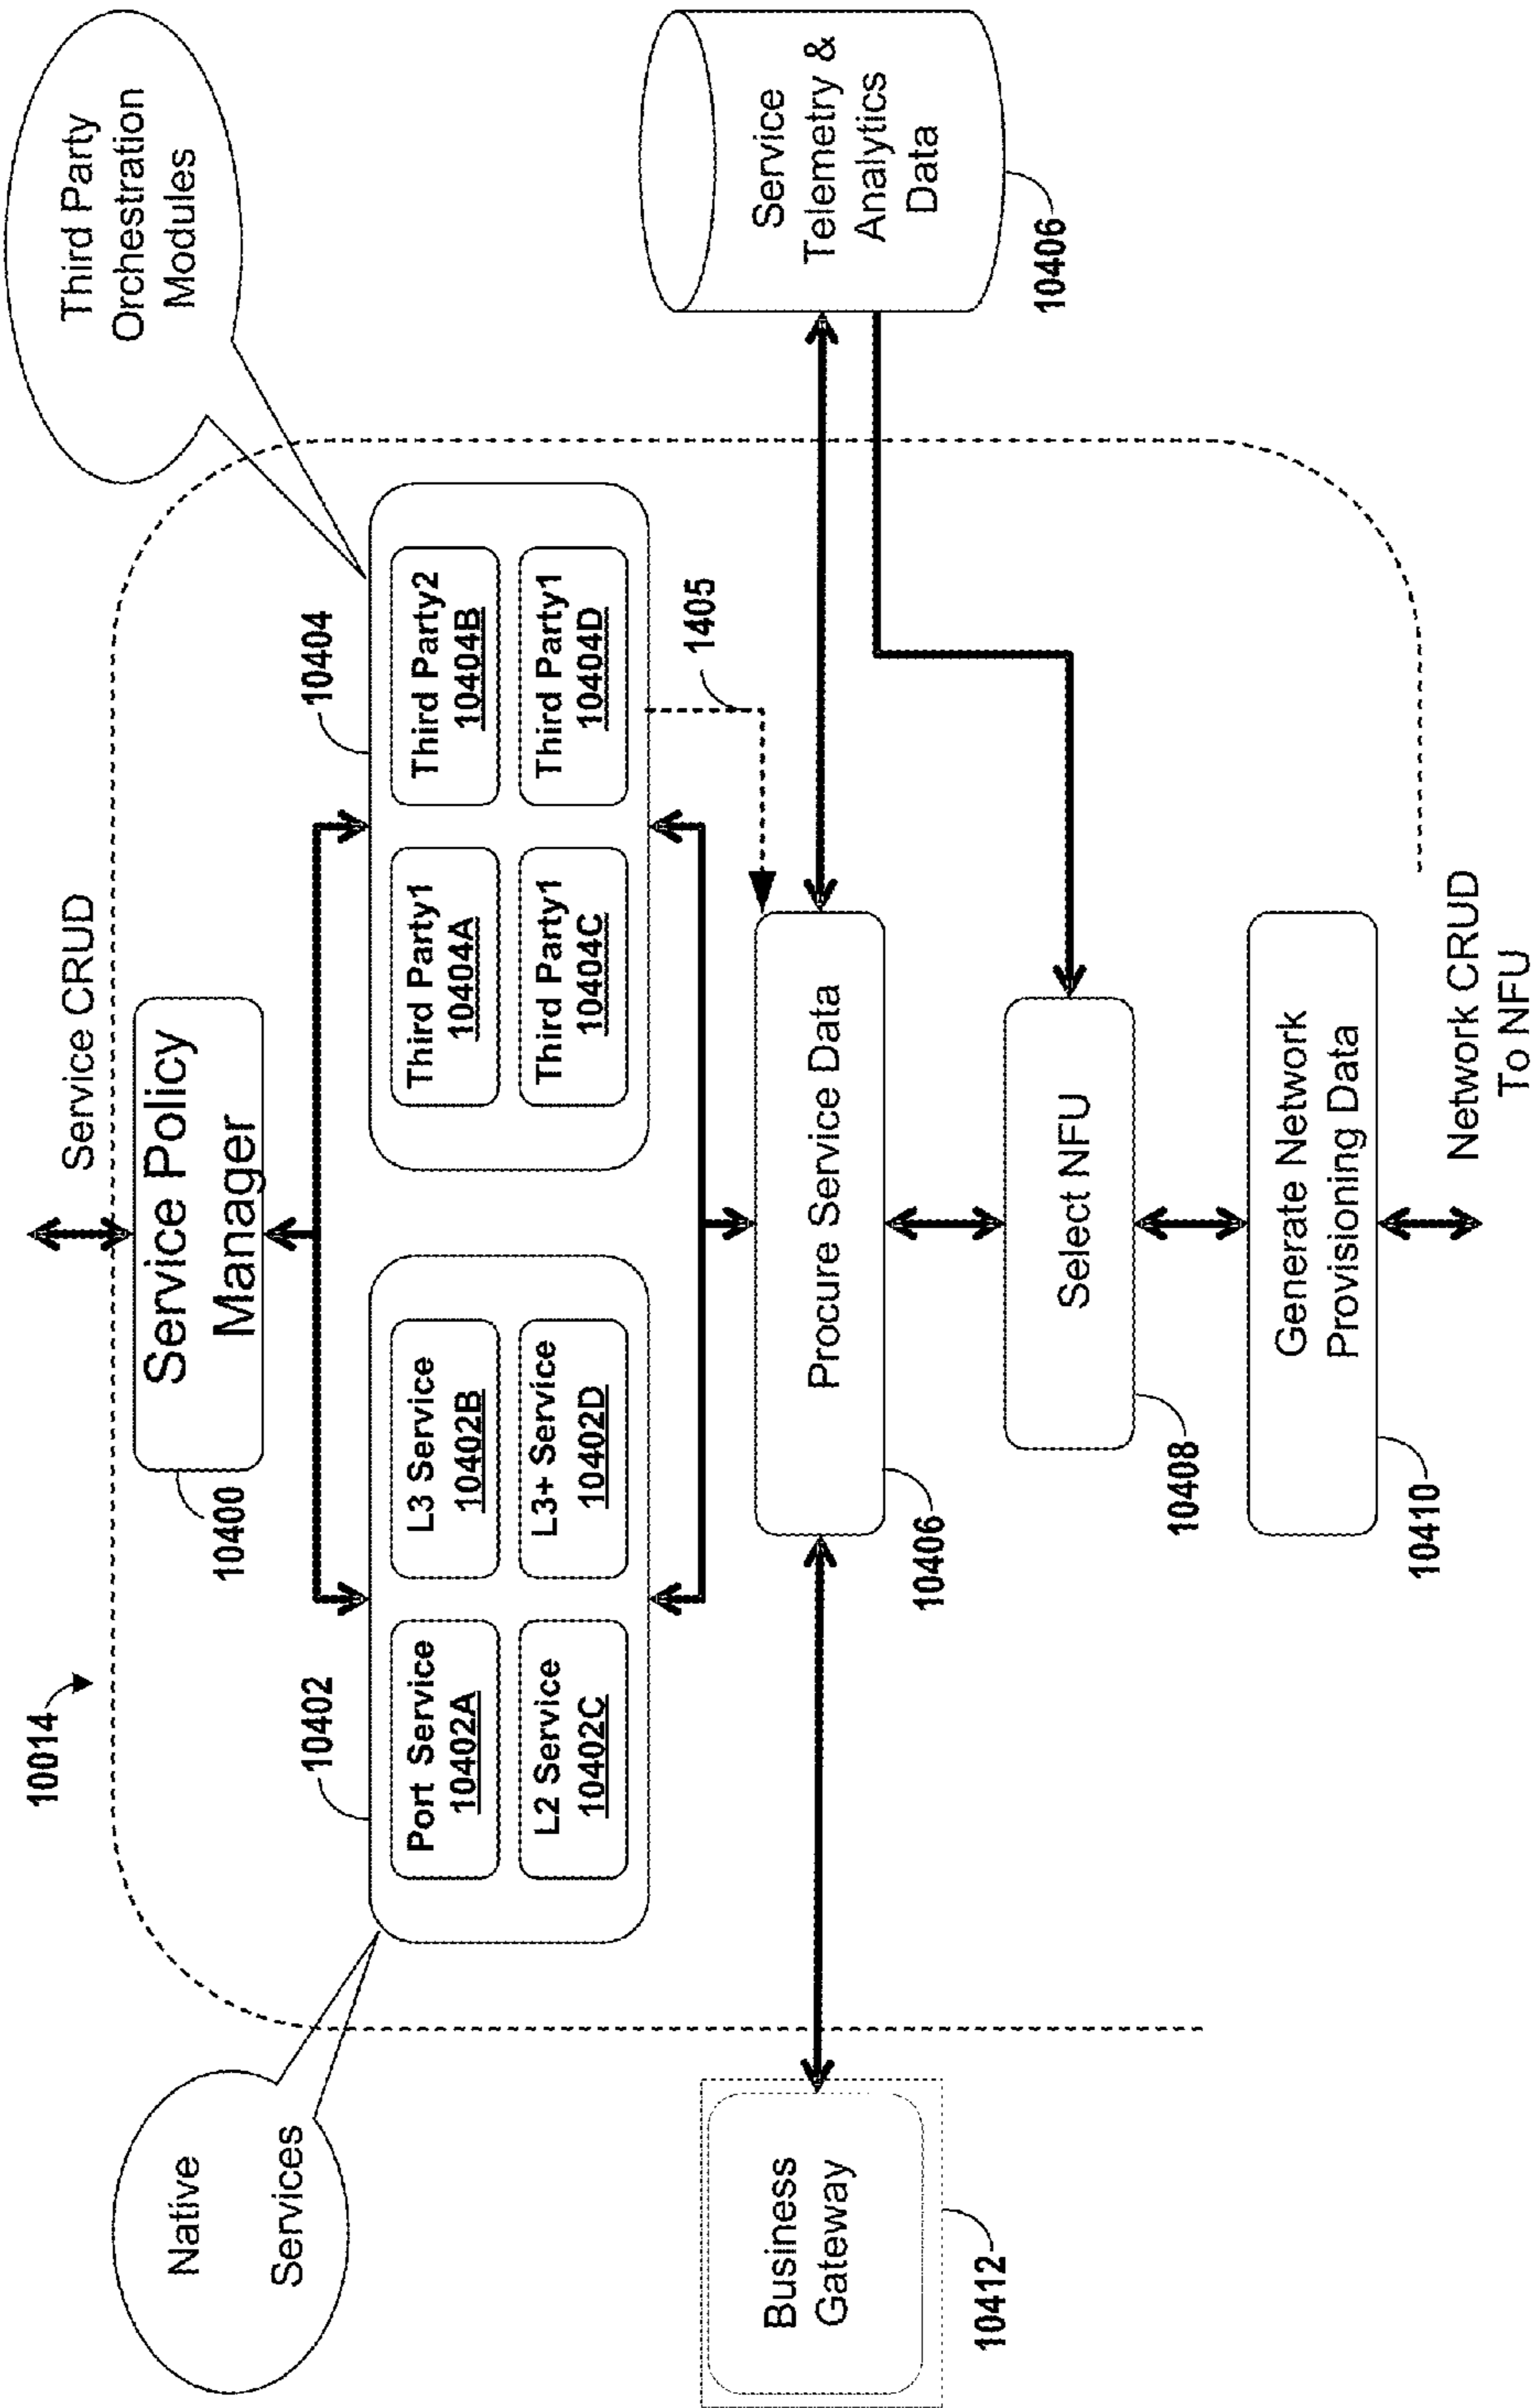 10014
Service CRUD
Service Policy
Manager
10400
Native
Services
10402
Port Service
10402A
L3 Service
10402B
L2 Service
10402C
L3+ Service
10402D
Third Party
Orchestration
Modules
10404
Third Party1
10404A
Third Party2
10404B
Third Party1
10404C
Third Party1
10404D
1405
Business
Gateway
10412
Procure Service Data
10406
Service
Telemetry &
Analytics
Data
10406
Select NFU
10408
Generate Network
Provisioning Data
10410
Network CRUD
To NFU